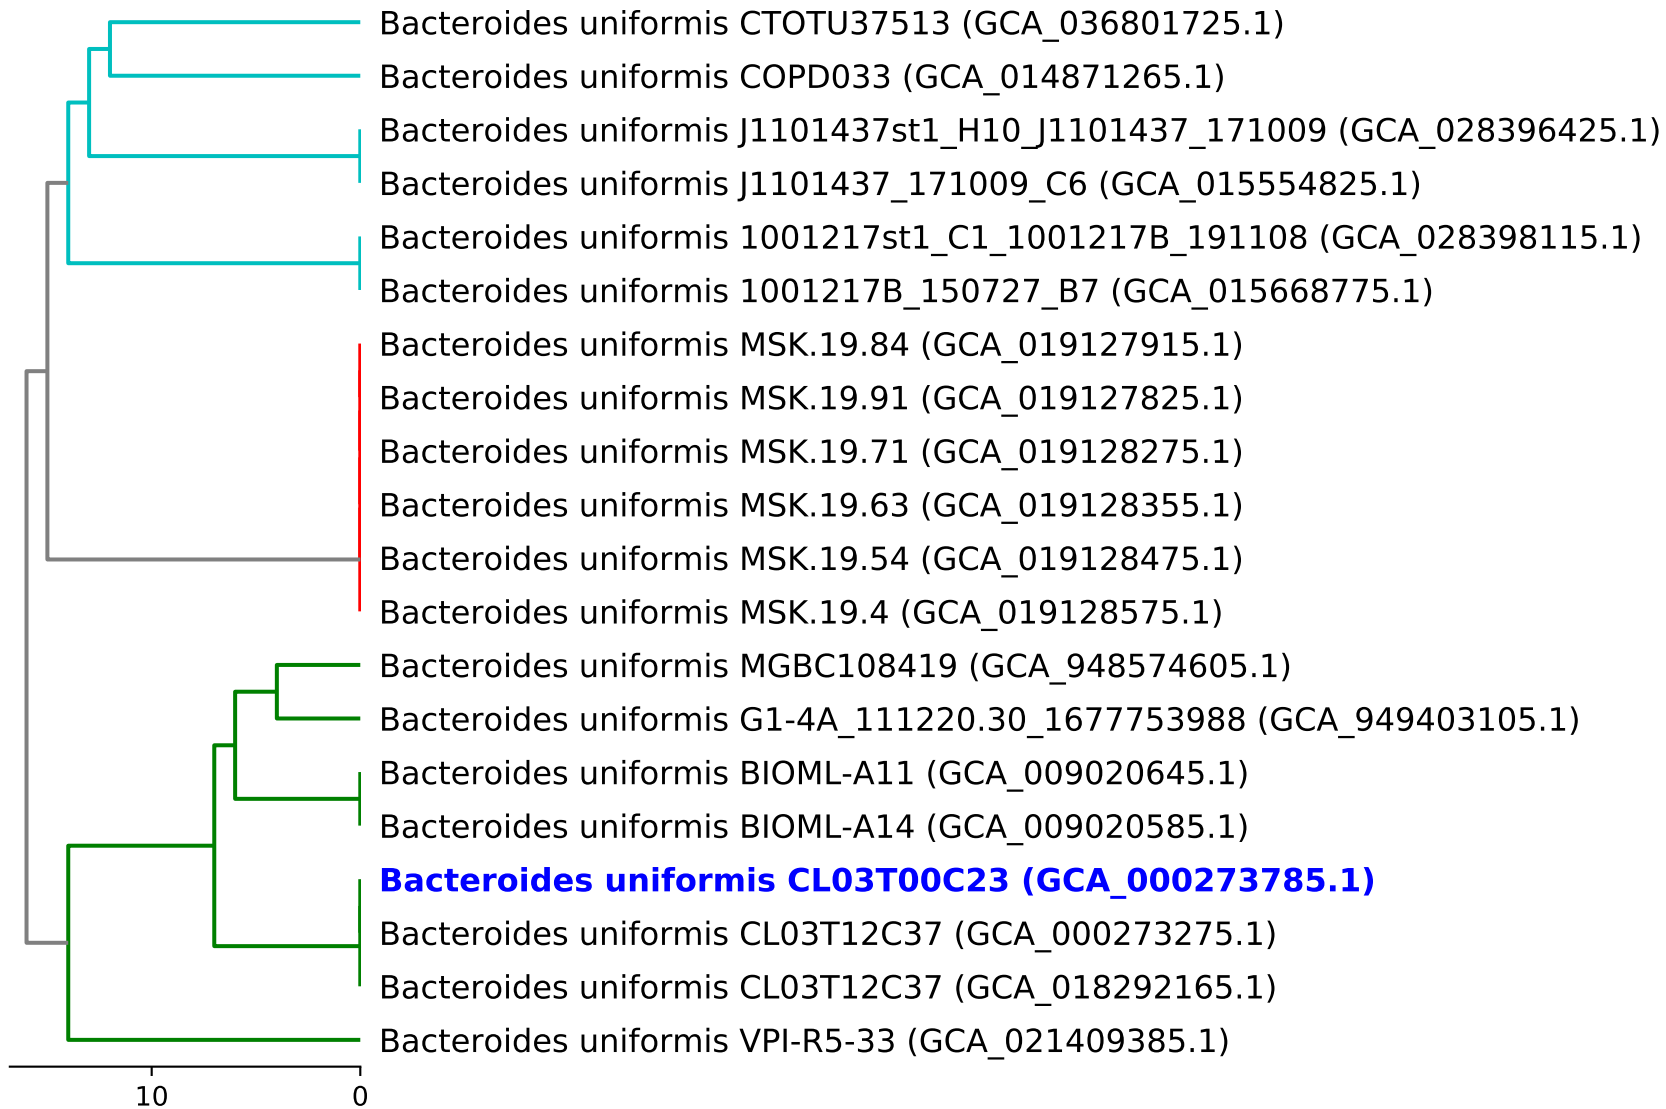 Bacteroides uniformis CTOTU37513 (GCA_036801725.1)
Bacteroides uniformis COPD033 (GCA_014871265.1)
Bacteroides uniformis J1101437st1_H10_J1101437_171009 (GCA_028396425.1)
Bacteroides uniformis J1101437_171009_C6 (GCA_015554825.1)
Bacteroides uniformis 1001217st1_C1_1001217B_191108 (GCA_028398115.1)
Bacteroides uniformis 1001217B_150727_B7 (GCA_015668775.1)
Bacteroides uniformis MSK.19.84 (GCA_019127915.1)
Bacteroides uniformis MSK.19.91 (GCA_019127825.1)
Bacteroides uniformis MSK.19.71 (GCA_019128275.1)
Bacteroides uniformis MSK.19.63 (GCA_019128355.1)
Bacteroides uniformis MSK.19.54 (GCA_019128475.1)
Bacteroides uniformis MSK.19.4 (GCA_019128575.1)
Bacteroides uniformis MGBC108419 (GCA_948574605.1)
Bacteroides uniformis G1-4A_111220.30_1677753988 (GCA_949403105.1)
Bacteroides uniformis BIOML-A11 (GCA_009020645.1)
Bacteroides uniformis BIOML-A14 (GCA_009020585.1)
Bacteroides uniformis CL03T00C23 (GCA_000273785.1)
Bacteroides uniformis CL03T12C37 (GCA_000273275.1)
Bacteroides uniformis CL03T12C37 (GCA_018292165.1)
Bacteroides uniformis VPI-R5-33 (GCA_021409385.1)
10 0